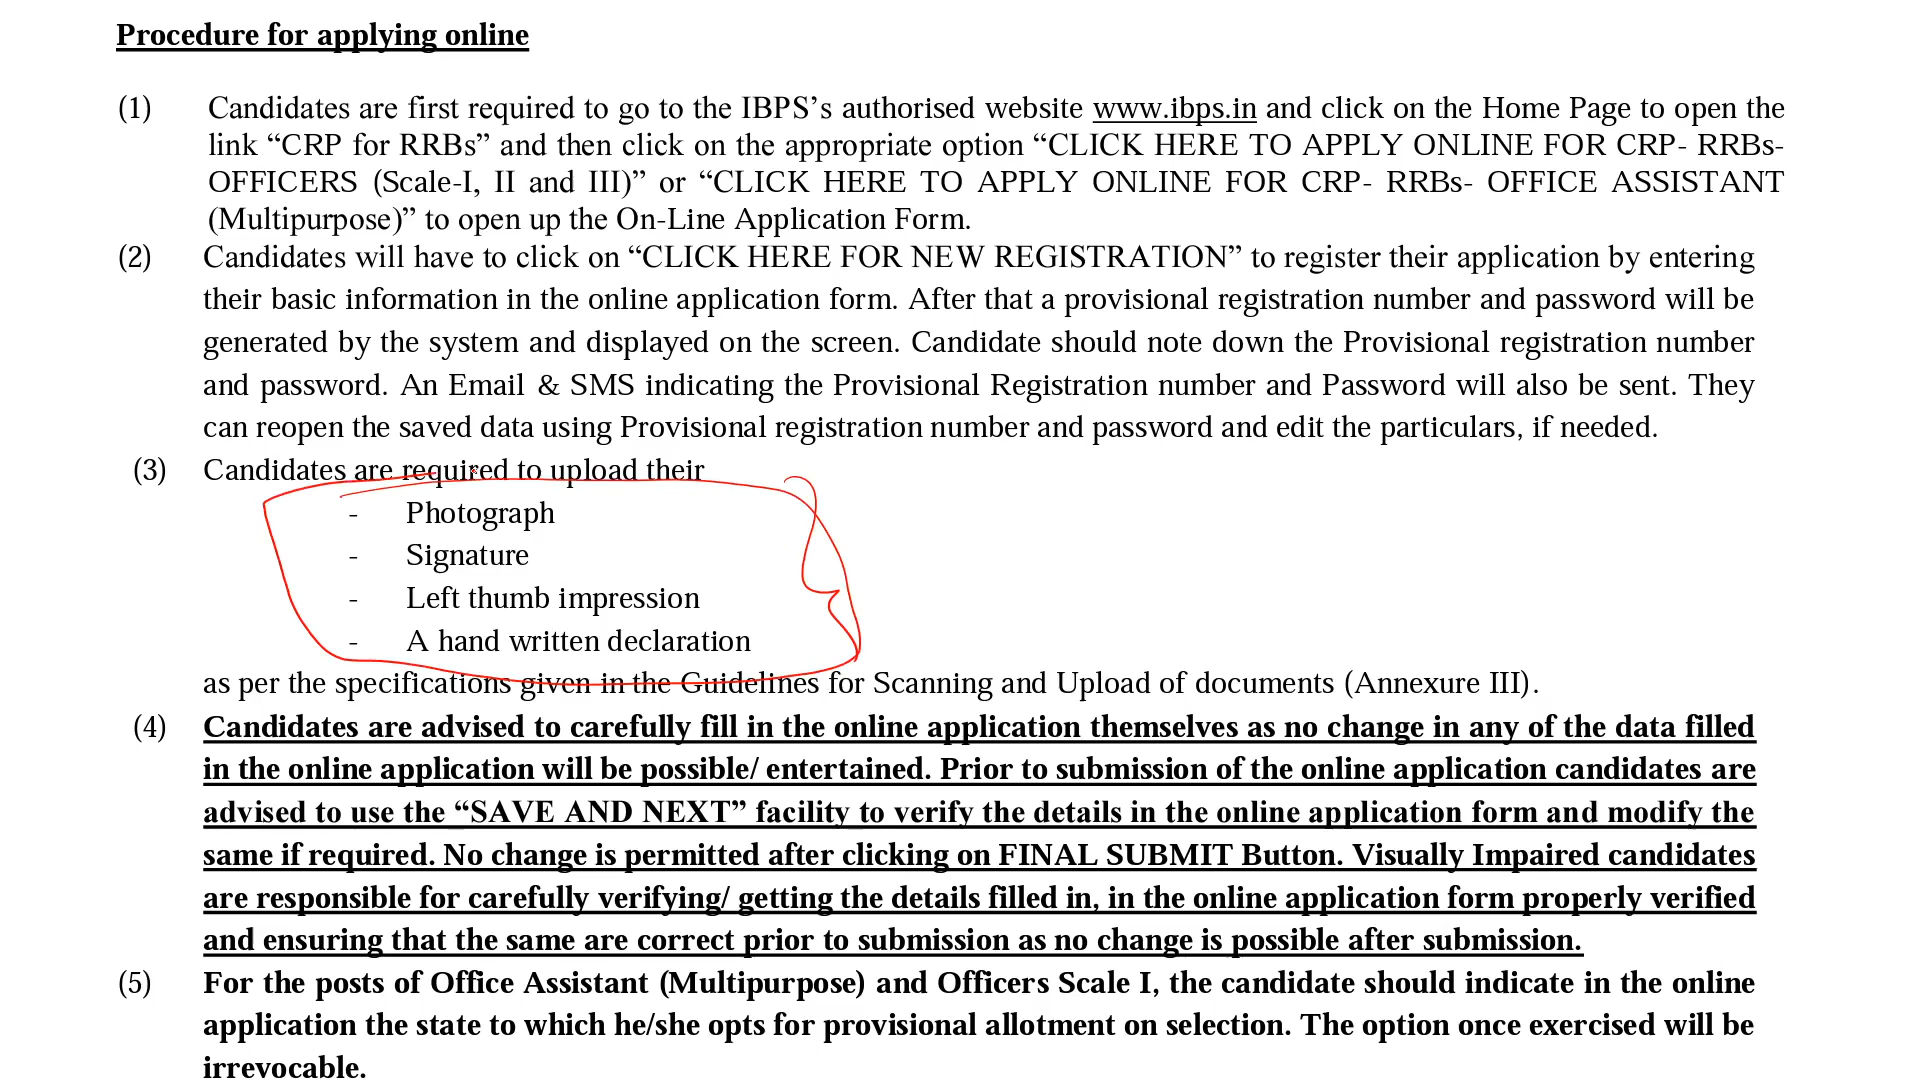 Procedure for applying online
(1) Candidates are first required to go to the IBPS’s authorised website www.ibps.in and click on the Home Page to open the
link “CRP for RRBs” and then click on the appropriate option “CLICK HERE TO APPLY ONLINE FOR CRP- RRBs-
OFFICERS (Scale-I, II and III)” or “CLICK HERE TO APPLY ONLINE FOR CRP- RRBs- OFFICE ASSISTANT
(Multipurpose)” to open up the On-Line Application Form.
(2) Candidates will have to click on “CLICK HERE FOR NEW REGISTRATION” to register their application by entering
their basic information in the online application form. After that a provisional registration number and password will be
generated by the system and displayed on the screen. Candidate should note down the Provisional registration number
and password. An Email & SMS indicating the Provisional Registration number and Password will also be sent. They
can reopen the saved data using Provisional registration number and password and edit the particulars, if needed.
(3) Candidates are required to upload their
- Photograph
- Signature
- Left thumb impression
- A hand written declaration
as per the specifications given in the Guidelines for Scanning and Upload of documents (Annexure III).
(4) Candidates are advised to carefully fill in the online application themselves as no change in any of the data filled
in the online application will be possible/ entertained. Prior to submission of the online application candidates are
advised to use the “SAVE AND NEXT” facility to verify the details in the online application form and modify the
same if required. No change is permitted after clicking on FINAL SUBMIT Button. Visually Impaired candidates
are responsible for carefully verifying/ getting the details filled in, in the online application form properly verified
and ensuring that the same are correct prior to submission as no change is possible after submission.
(5) For the posts of Office Assistant (Multipurpose) and Officers Scale I, the candidate should indicate in the online
application the state to which he/she opts for provisional allotment on selection. The option once exercised will be
irrevocable.